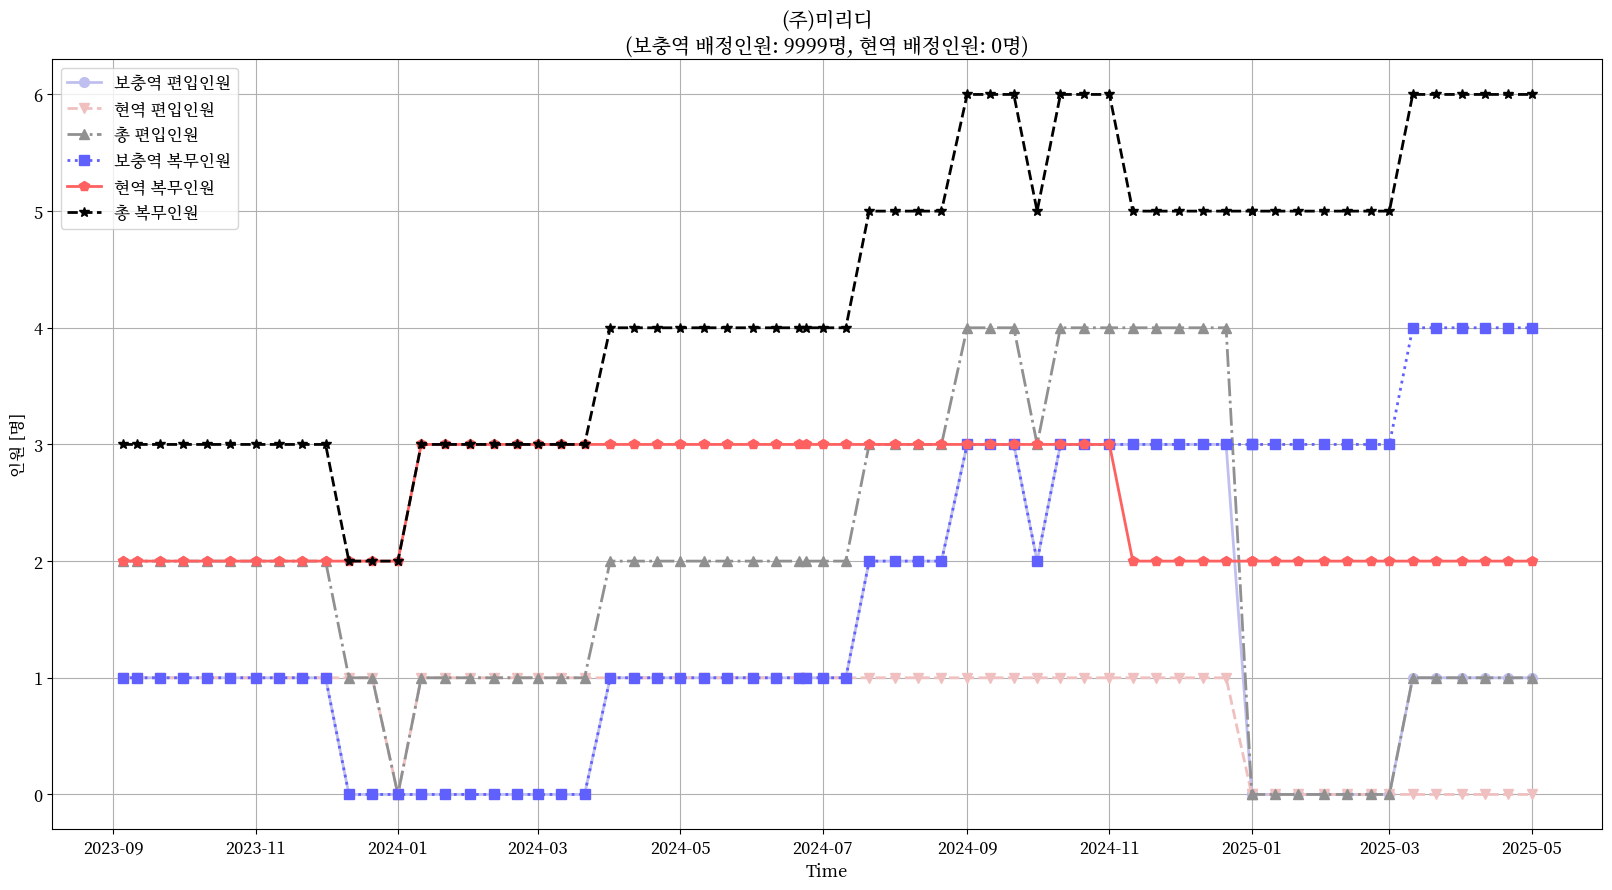 (주)미리디
(보충역 배정인원: 9999명, 현역 배정인원: 0명)
보충역 편입인원
현역 편입인원
총 편입인원
보충역 복무인원
현역 복무인원
총 복무인원
6
5
4
3
2
1
0
인원 [명]
2023-09 2023-11 2024-01 2024-03 2024-05 2024-07 2024-09 2024-11 2025-01 2025-03 2025-05
Time